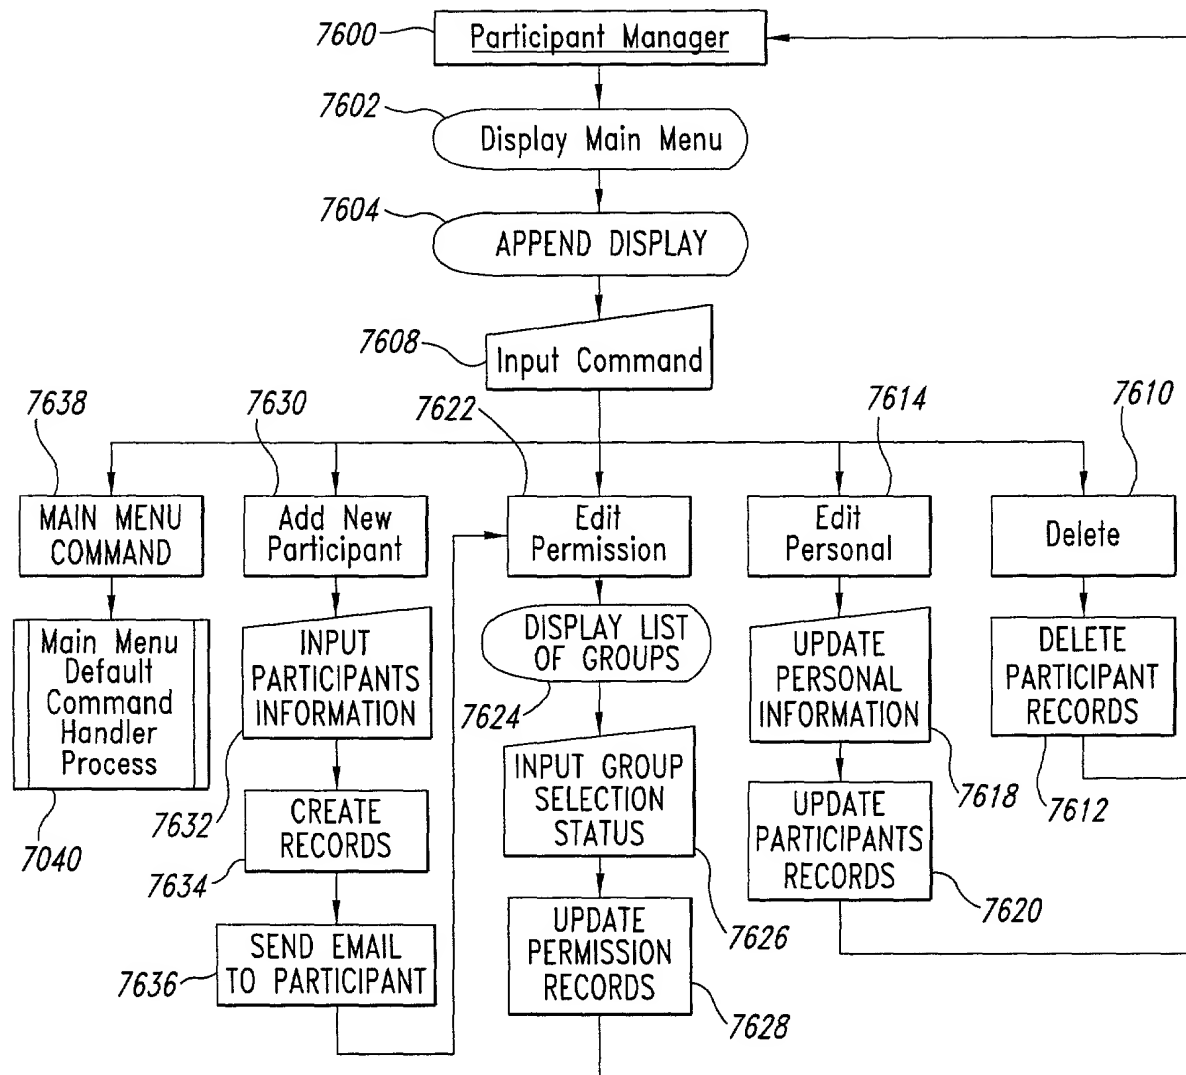 7600
Participant Manager
7602
Display Main Menu
7604
APPEND DISPLAY
7608
Input Command
7638
7630
7622
7614
7610
MAIN MENU
COMMAND
Add New
Participant
Edit
Permission
Edit
Personal
Delete
Main Menu
Default
Command
Handler
Process
7040
INPUT
PARTICIPANTS
INFORMATION
7632
CREATE
RECORDS
7634
SEND EMAIL
TO PARTICIPANT
7636
DISPLAY LIST
OF GROUPS
7624
INPUT GROUP
SELECTION
STATUS
7626
UPDATE
PERMISSION
RECORDS
7628
UPDATE
PERSONAL
INFORMATION
7618
UPDATE
PARTICIPANTS
RECORDS
7620
DELETE
PARTICIPANT
RECORDS
7612